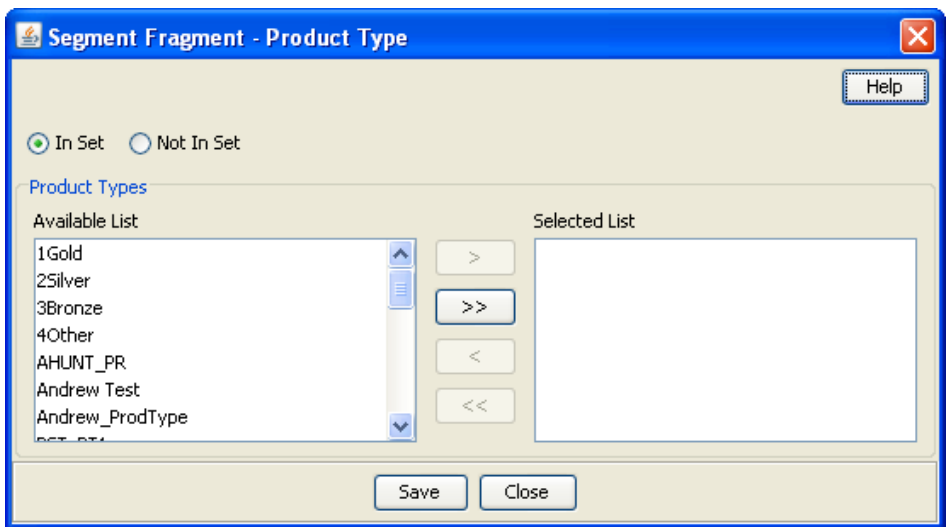 Segment Fragment - Product Type
Help
In Set Not In Set
Product Types
Available List Selected List
1Gold
2Silver
3Bronze
4Other
AHUNT_PR
Andrew Test
Andrew_ProdType
>
>>
<
<<
Save Close